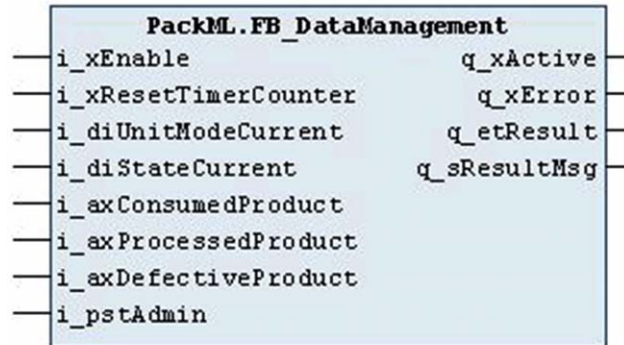 PackML.FB_DataManagement
i_xEnable q_xActive
i_xResetTimerCounter q_xError
i_diUnitModeCurrent q_etResult
i_diStateCurrent q_sResultMsg
i_axConsumedProduct
i_axProcessedProduct
i_axDefectiveProduct
i_pstAdmin